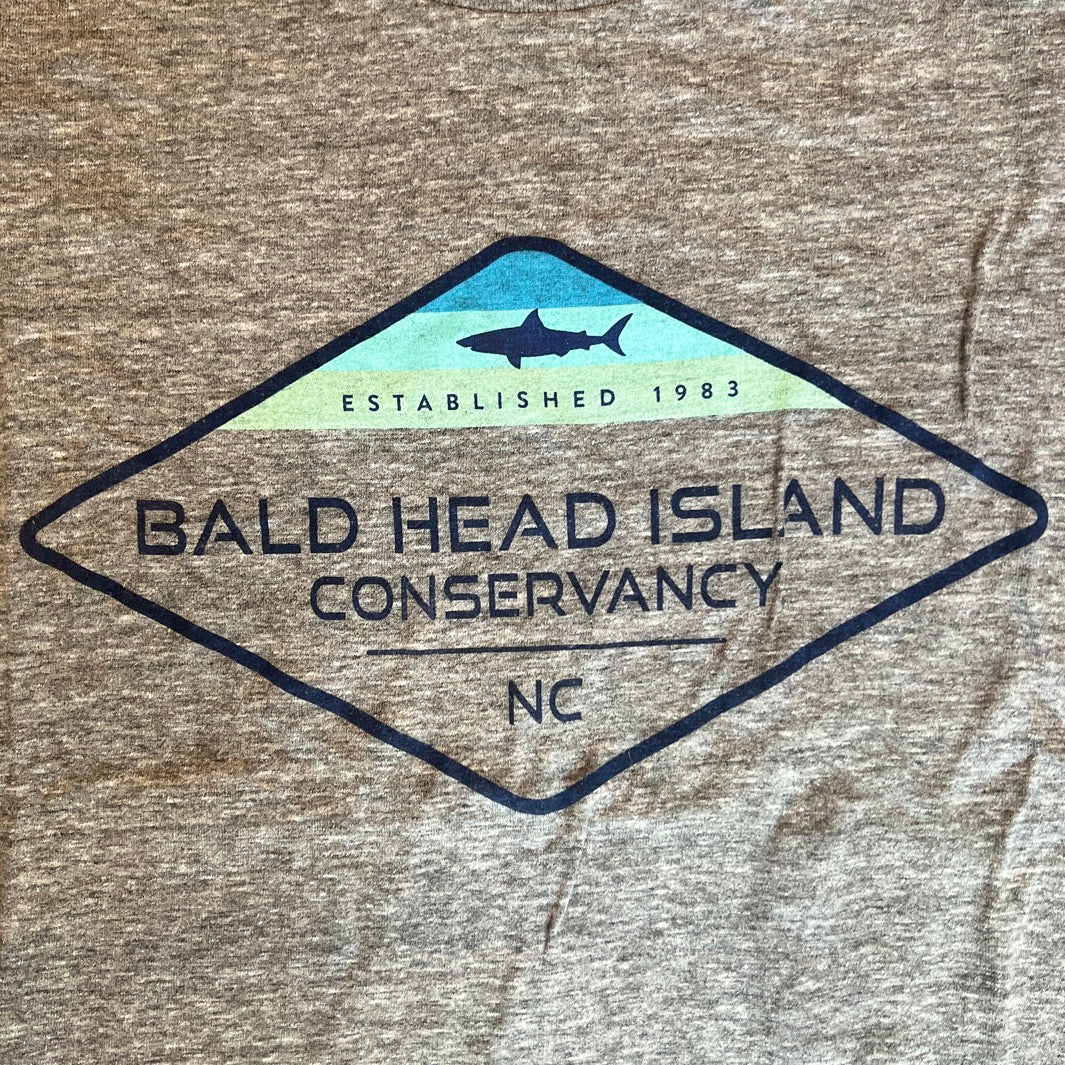 ESTABLISHED 1983
BALD HEAD ISLAND
CONSERVANCY
NC